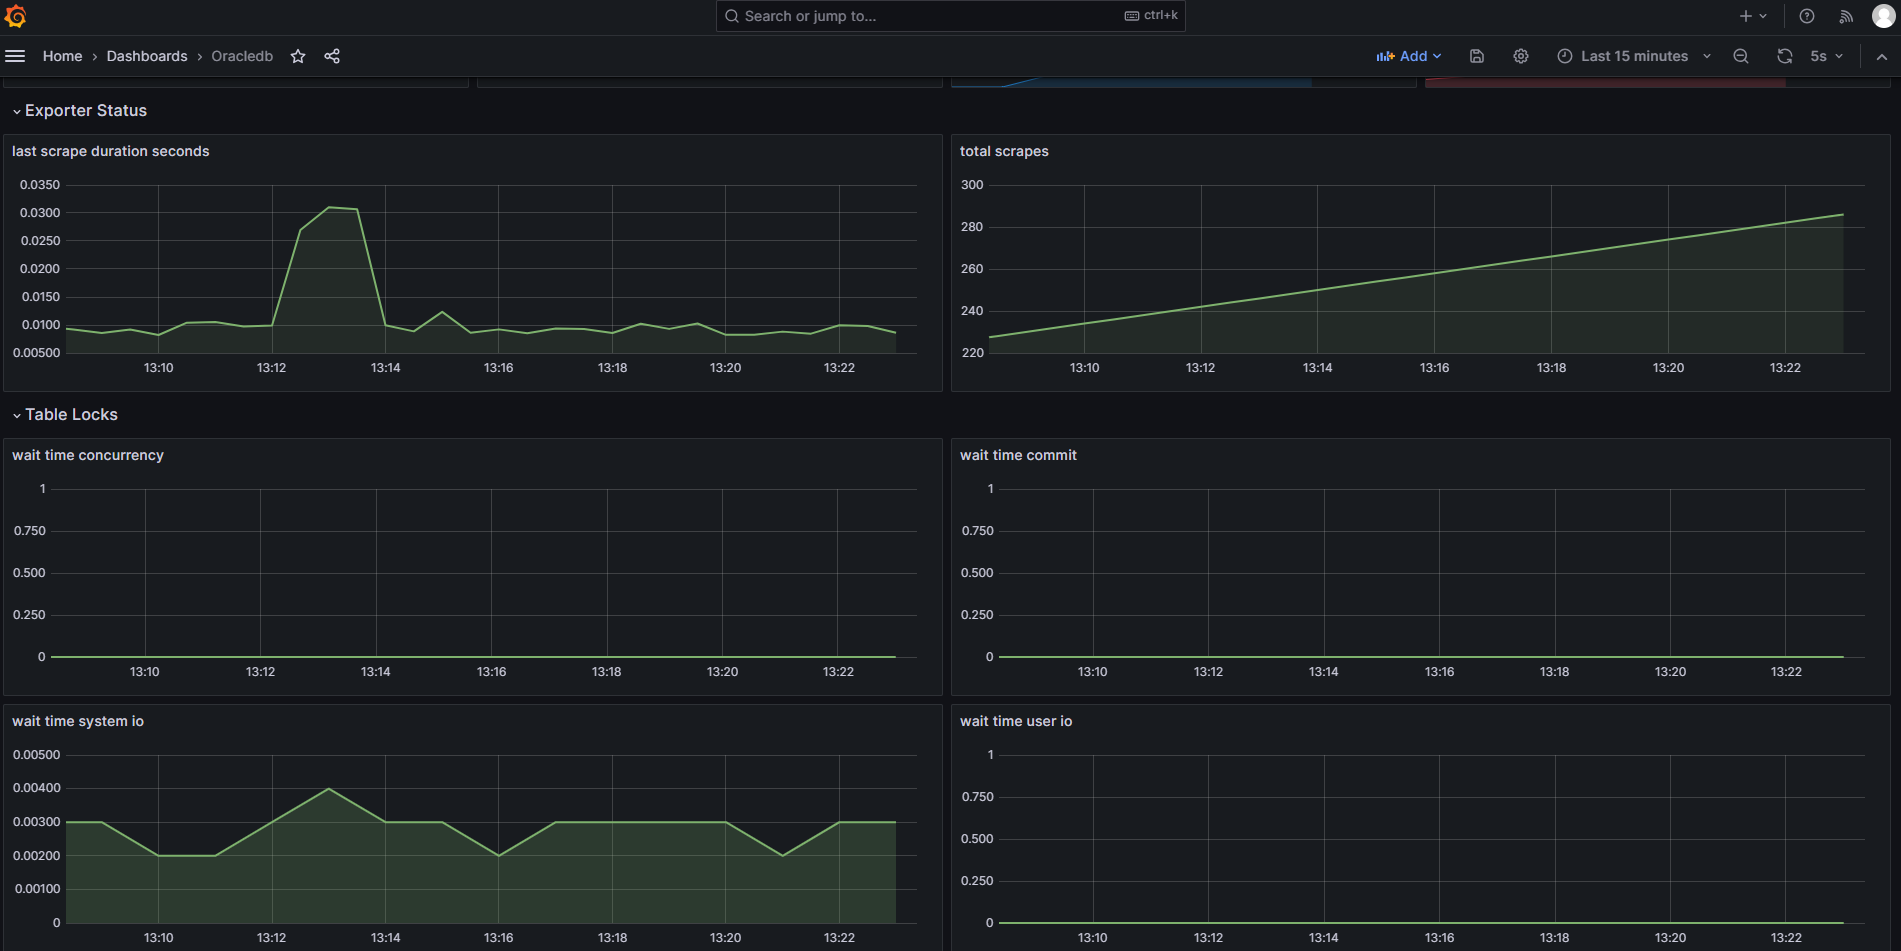 Search or jump to...
ctrl+k
Home › Dashboards › Oracledb
Add
Last 15 minutes
5s
Exporter Status
last scrape duration seconds
0.0350
0.0300
0.0250
0.0200
0.0150
0.0100
0.00500
13:10 13:12 13:14 13:16 13:18 13:20 13:22
total scrapes
300
280
260
240
220
13:10 13:12 13:14 13:16 13:18 13:20 13:22
Table Locks
wait time concurrency
1
0.750
0.500
0.250
0
13:10 13:12 13:14 13:16 13:18 13:20 13:22
wait time commit
1
0.750
0.500
0.250
0
13:10 13:12 13:14 13:16 13:18 13:20 13:22
wait time system io
0.00500
0.00400
0.00300
0.00200
0.00100
0
13:10 13:12 13:14 13:16 13:18 13:20 13:22
wait time user io
1
0.750
0.500
0.250
0
13:10 13:12 13:14 13:16 13:18 13:20 13:22